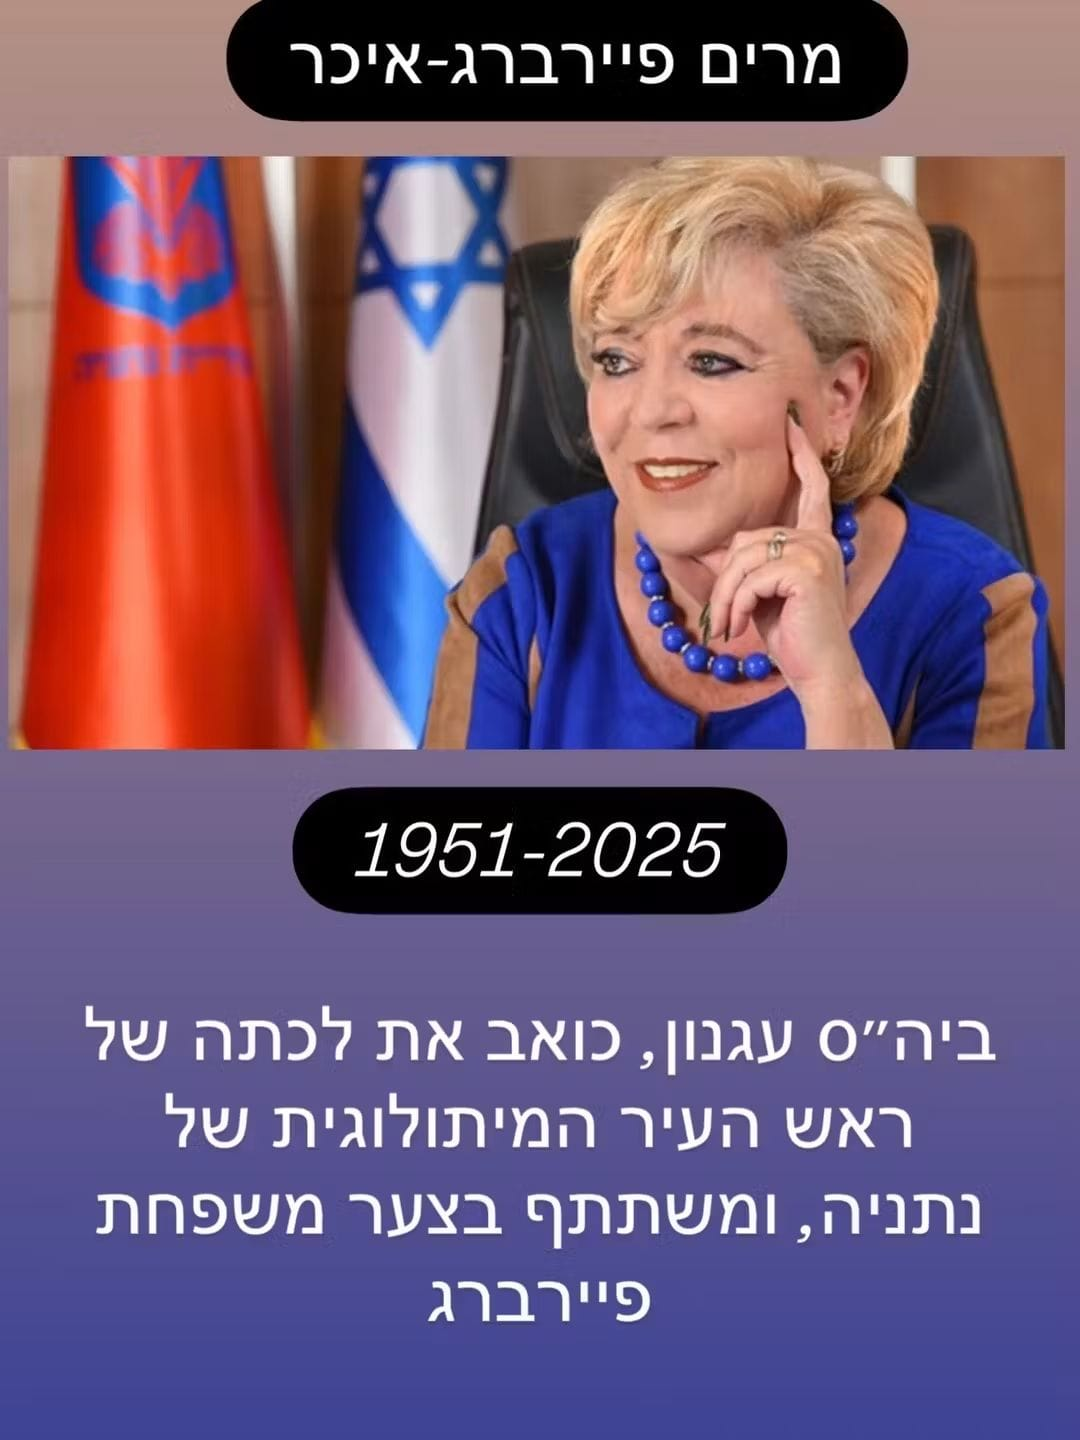 מרים פיירברג-איכר
1951-2025
ביה״ס עגנון, כואב את לכתה של
ראש העיר המיתולוגית של
נתניה, ומשתתף בצער משפחת
פיירברג